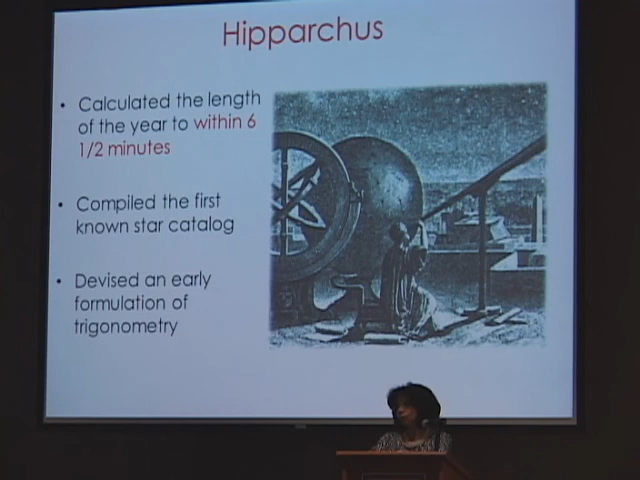 Hipparchus
• Calculated the length
of the year to within 6
1/2 minutes
• Compiled the first
known star catalog
• Devised an early
formulation of
trigonometry